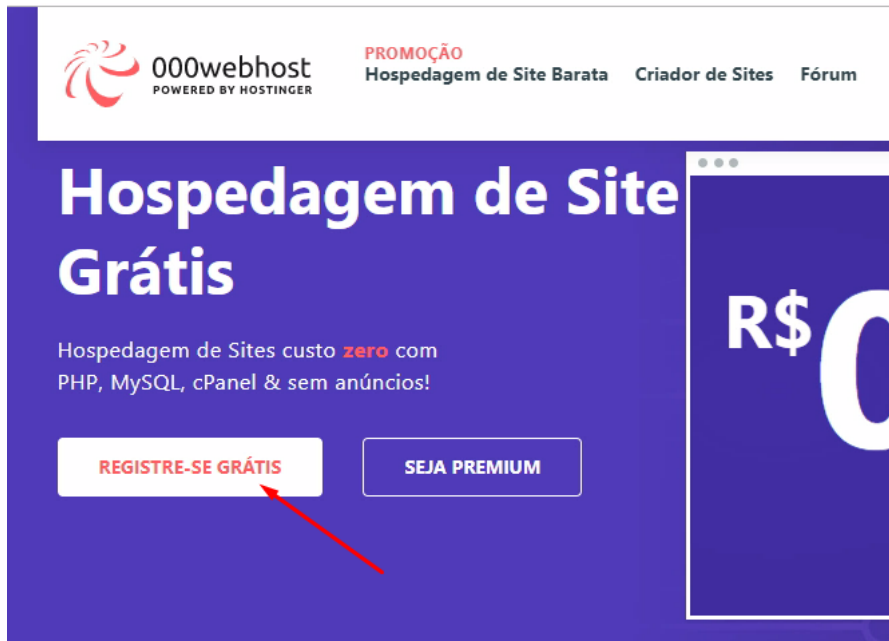 000webhost
POWERED BY HOSTINGER
PROMOÇÃO
Hospedagem de Site Barata
Criador de Sites
Fórum
Hospedagem de Site
Grátis
Hospedagem de Sites custo zero com
PHP, MySQL, cPanel & sem anúncios!
REGISTRE-SE GRÁTIS
SEJA PREMIUM
R$0